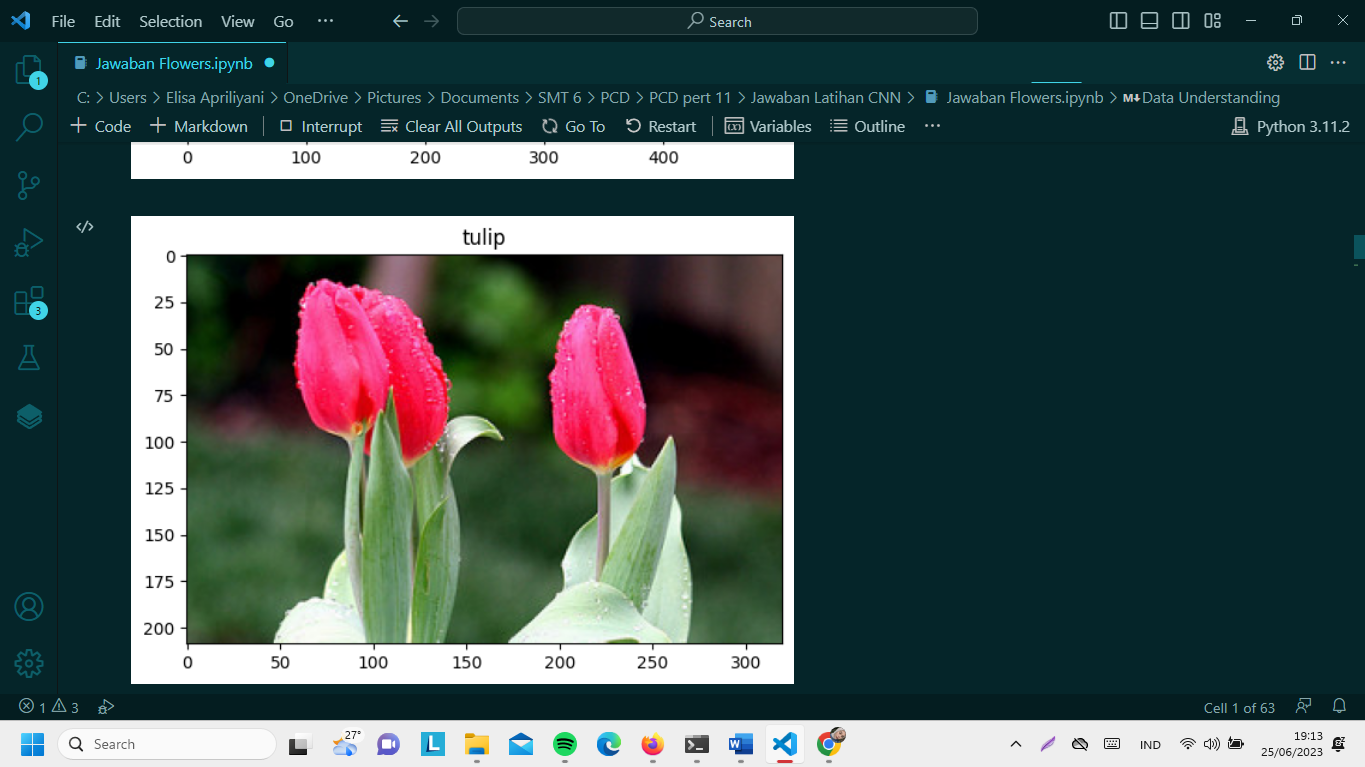 File Edit Selection View Go ··· Search
1
Jawaban Flowers.ipynb
C: > Users > Elisa Apriliyani > OneDrive > Pictures > Documents > SMT 6 > PCD > PCD pert 11 > Jawaban Latihan CNN > Jawaban Flowers.ipynb > M↓ Data Understanding
+ Code + Markdown Interrupt Clear All Outputs Go To Restart (x) Variables Outline ··· Python 3.11.2
0 100 200 300 400
tulip
0
25
50
75
100
125
150
175
200
0 50 100 150 200 250 300
3
1 3 Cell 1 of 63
Search 27° L W IND 19:13
25/06/2023